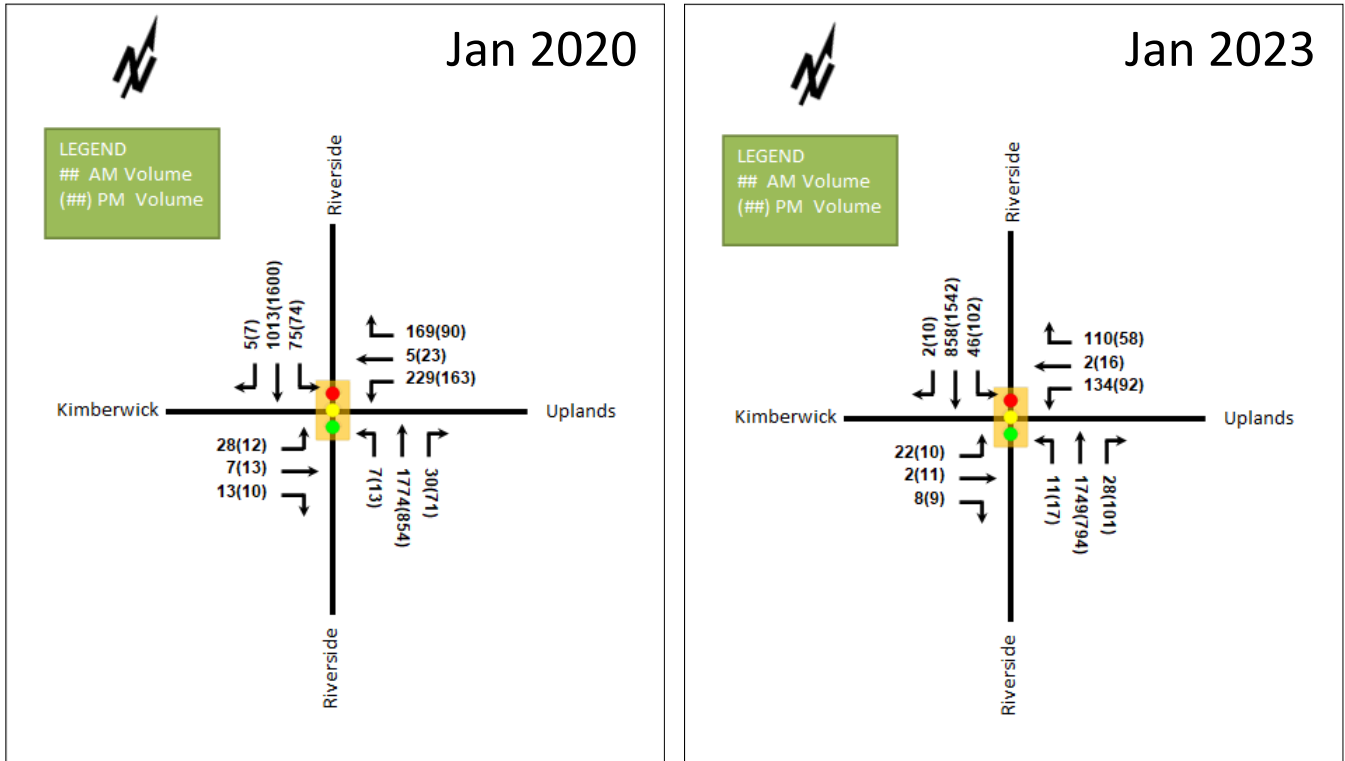 Jan 2020
N
LEGEND
## AM Volume
(##) PM Volume
Riverside
5(7)
1013(1600)
75(74)
169(90)
5(23)
229(163)
Kimberwick
Uplands
28(12)
7(13)
13(10)
7(13)
1774(854)
30(71)
Riverside
Jan 2023
N
LEGEND
## AM Volume
(##) PM Volume
Riverside
2(10)
858(1542)
46(102)
110(58)
2(16)
134(92)
Kimberwick
Uplands
22(10)
2(11)
8(9)
11(17)
1749(794)
28(101)
Riverside